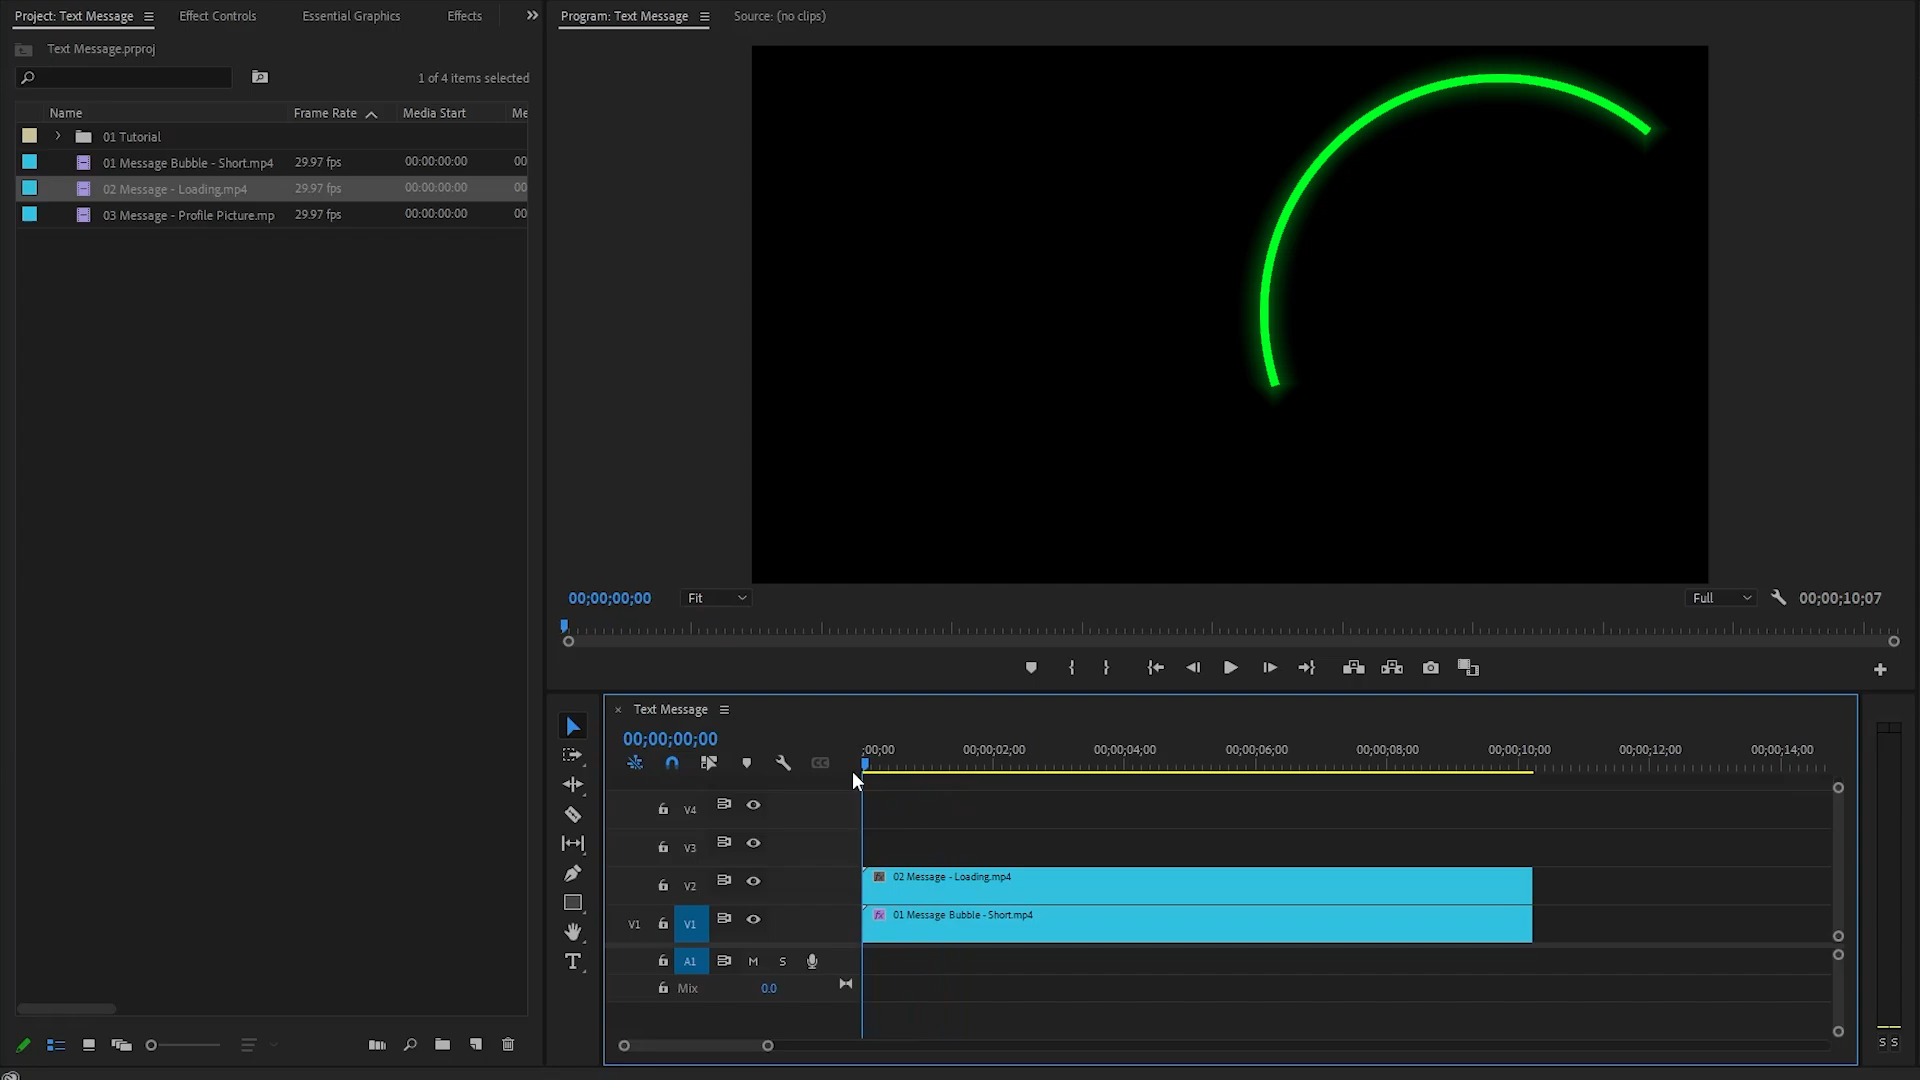 Project: Text Message
Effect Controls
Essential Graphics
Effects
Program: Text Message
Source: (no clips)
Text Message.prproj
1 of 4 items selected
Name
Frame Rate
Media Start
Me
01 Tutorial
01 Message Bubble - Short.mp4
29.97 fps
00:00:00:00
00
02 Message - Loading.mp4
29.97 fps
00:00:00:00
00
03 Message - Profile Picture.mp
29.97 fps
00:00:00:00
00
00;00;00;00
Fit
Full
00;00;10;07
Text Message
00;00;00;00
;00;00
00;00;02;00
00;00;04;00
00;00;06;00
00;00;08;00
00;00;10;00
00;00;12;00
00;00;14;00
CC
V4
V3
V2
fx 02 Message - Loading.mp4
V1
V1
fx 01 Message Bubble - Short.mp4
A1
M
S
Mix
0.0
S S